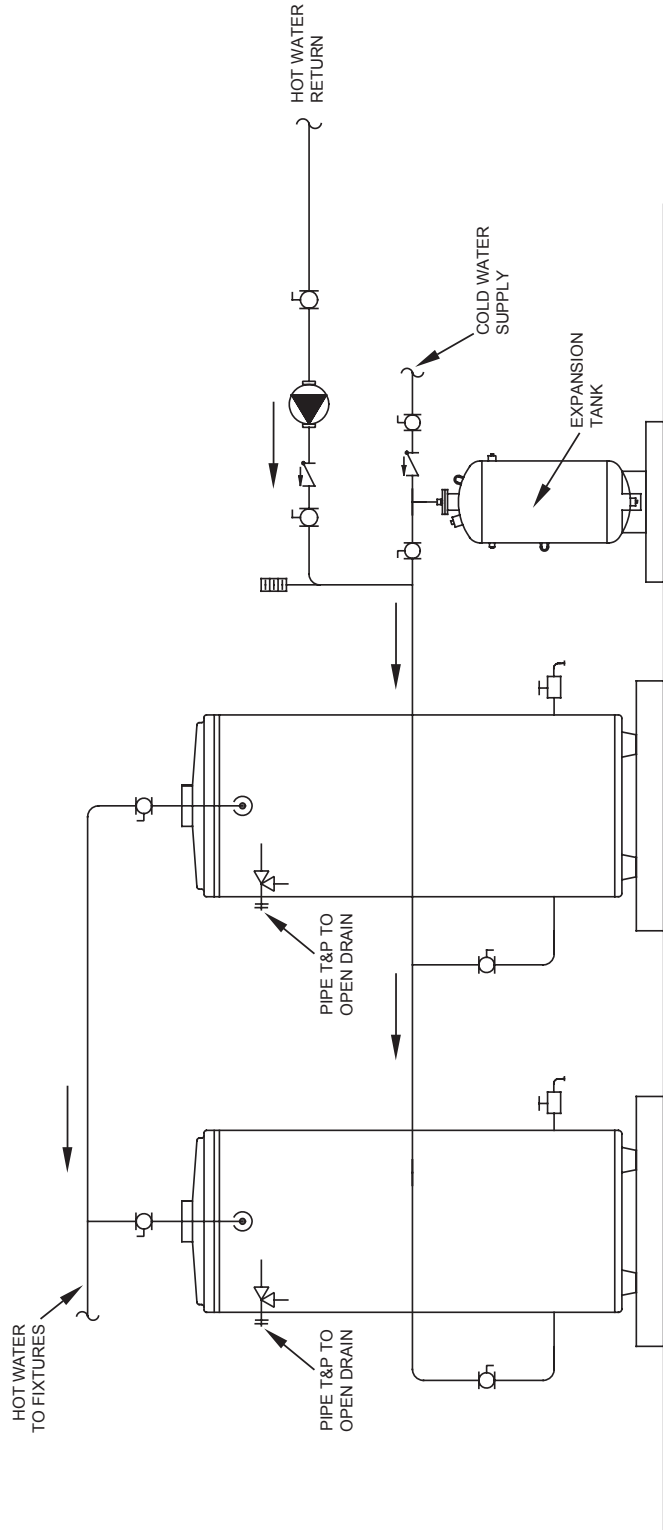 HOT WATER
TO FIXTURES
PIPE T&P TO
OPEN DRAIN
PIPE T&P TO
OPEN DRAIN
HOT WATER
RETURN
COLD WATER
SUPPLY
EXPANSION
TANK